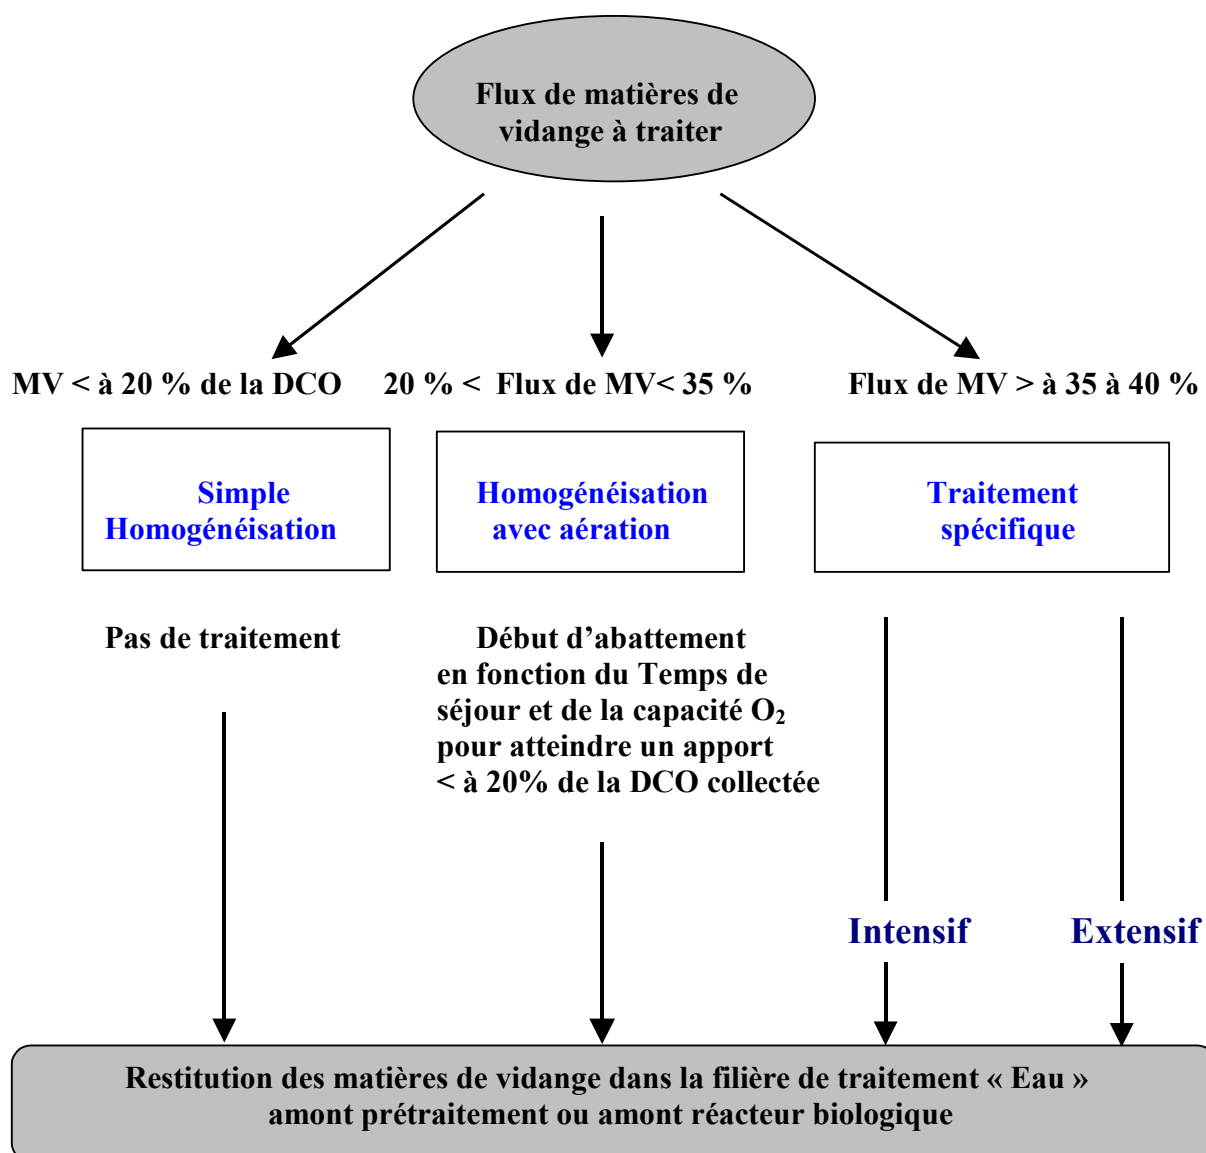 Flux de matières de
vidange à traiter
MV < à 20 % de la DCO
20 % < Flux de MV< 35 %
Flux de MV > à 35 à 40 %
Simple
Homogénéisation
Homogénéisation
avec aération
Traitement
spécifique
Pas de traitement
Début d’abattement
en fonction du Temps de
séjour et de la capacité O₂
pour atteindre un apport
< à 20% de la DCO collectée
Intensif
Extensif
Restitution des matières de vidange dans la filière de traitement « Eau »
amont prétraitement ou amont réacteur biologique